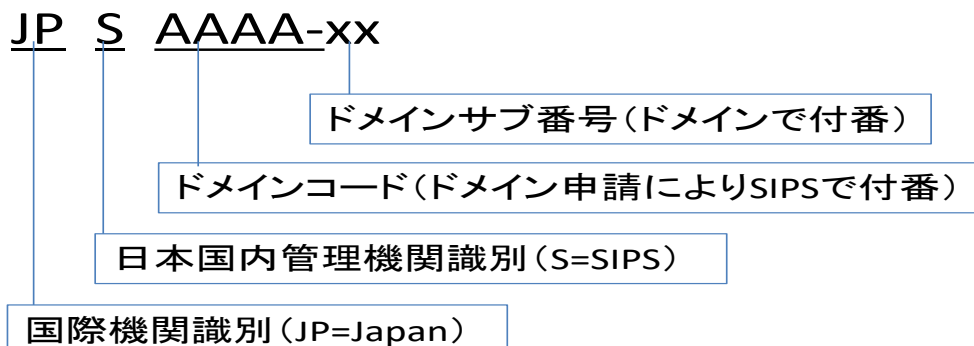 JP S AAAA-xx
ドメインサブ番号(ドメインで付番)
ドメインコード(ドメイン申請によりSIPSで付番)
日本国内管理機関識別(S=SIPS)
国際機関識別(JP=Japan)